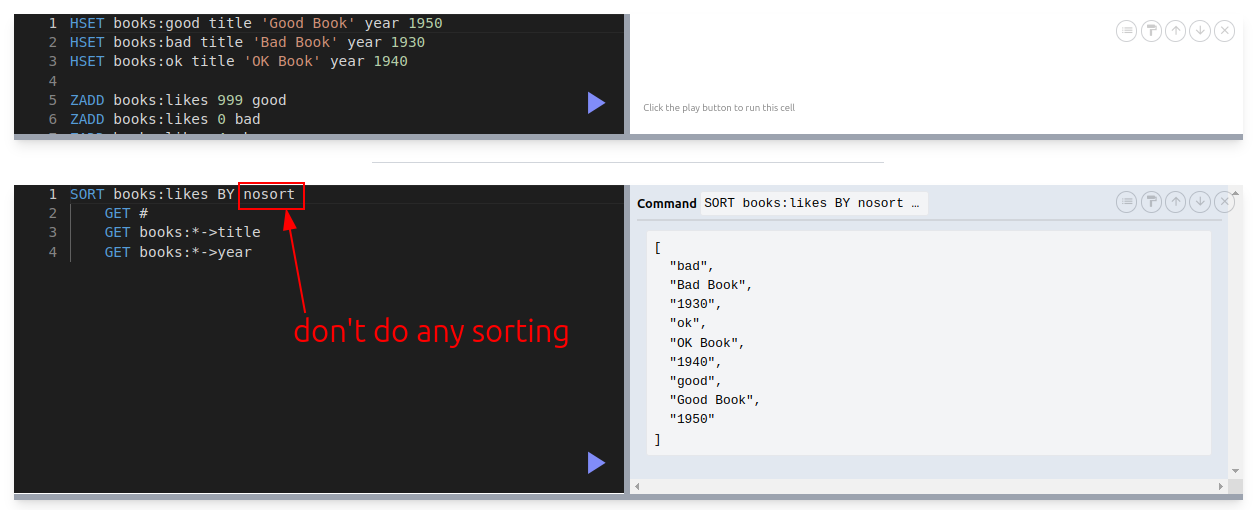 1 HSET books:good title 'Good Book' year 1950
2 HSET books:bad title 'Bad Book' year 1930
3 HSET books:ok title 'OK Book' year 1940
4
5 ZADD books:likes 999 good
6 ZADD books:likes 0 bad
Click the play button to run this cell
1 SORT books:likes BY nosort
2 GET #
3 GET books:*->title
4 GET books:*->year
don't do any sorting
Command SORT books:likes BY nosort …
[
"bad",
"Bad Book",
"1930",
"ok",
"OK Book",
"1940",
"good",
"Good Book",
"1950"
]